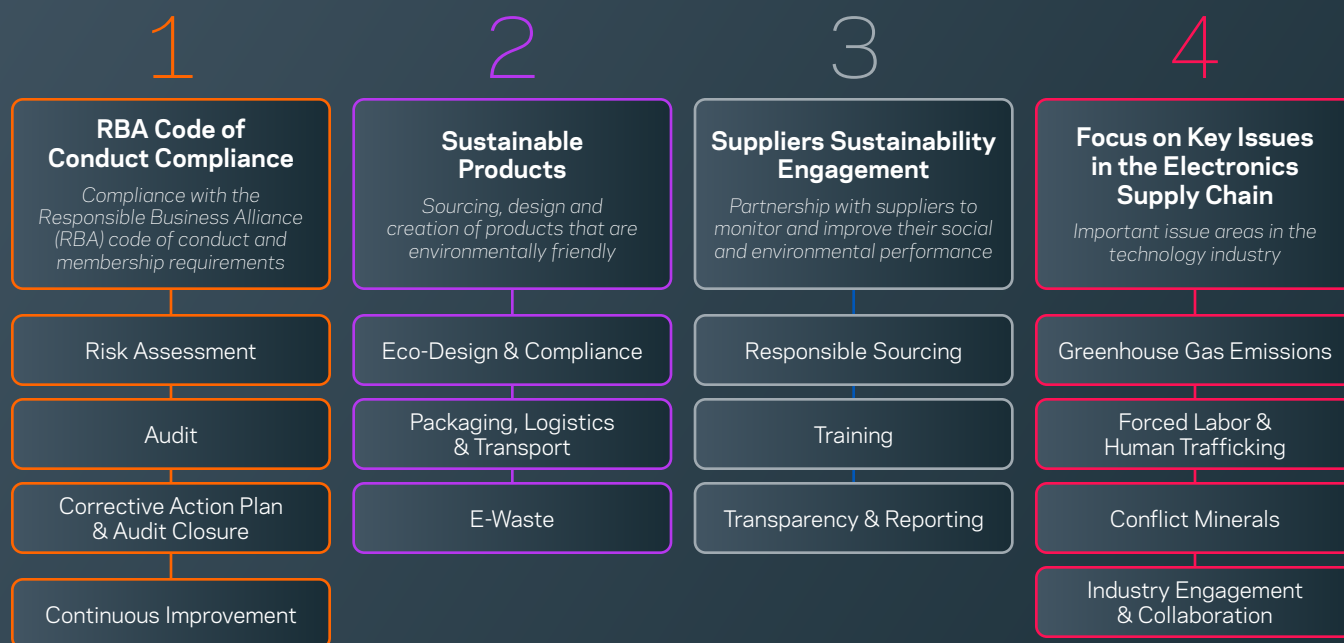 1
RBA Code of
Conduct Compliance
Compliance with the
Responsible Business Alliance
(RBA) code of conduct and
membership requirements
Risk Assessment
Audit
Corrective Action Plan
& Audit Closure
Continuous Improvement
2
Sustainable
Products
Sourcing, design and
creation of products that are
environmentally friendly
Eco-Design & Compliance
Packaging, Logistics
& Transport
E-Waste
3
Suppliers Sustainability
Engagement
Partnership with suppliers to
monitor and improve their social
and environmental performance
Responsible Sourcing
Training
Transparency & Reporting
4
Focus on Key Issues
in the Electronics
Supply Chain
Important issue areas in the
technology industry
Greenhouse Gas Emissions
Forced Labor &
Human Trafficking
Conflict Minerals
Industry Engagement
& Collaboration